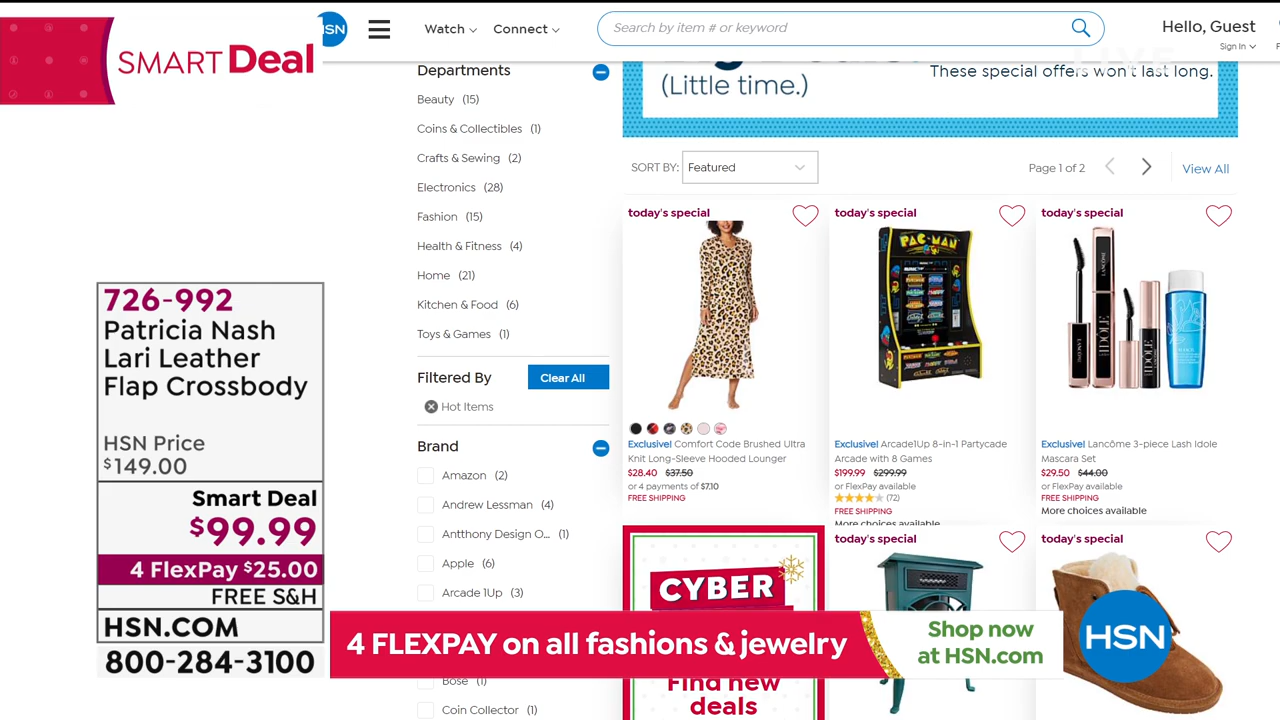 SMART Deal
HSN
Watch
Connect
Search by item # or keyword
Hello, Guest
Sign In
LIVE
Departments
Beauty (15)
Coins & Collectibles (1)
Crafts & Sewing (2)
Electronics (28)
Fashion (15)
Health & Fitness (4)
Home (21)
Kitchen & Food (6)
Toys & Games (1)
Filtered By
Clear All
Hot Items
Brand
Amazon (2)
Andrew Lessman (4)
Antthony Design O... (1)
Apple (6)
Arcade 1Up (3)
Bose (1)
Coin Collector (1)
(Little time.)
These special offers won't last long.
SORT BY: Featured
Page 1 of 2
View All
today's special
Exclusive! Comfort Code Brushed Ultra
Knit Long-Sleeve Hooded Lounger
$28.40 $37.50
or 4 payments of $7.10
FREE SHIPPING
today's special
PAC-MAN
Exclusive! Arcade1Up 8-in-1 Partycade
Arcade with 8 Games
$199.99 $299.99
or FlexPay available
(72)
FREE SHIPPING
More choices available
today's special
LANCÔME
IDÔLE
Exclusive! Lancôme 3-piece Lash Idole
Mascara Set
$29.50 $44.00
or FlexPay available
FREE SHIPPING
More choices available
CYBER
Find new
deals
today's special
today's special
726-992
Patricia Nash
Lari Leather
Flap Crossbody
HSN Price
$149.00
Smart Deal
$99.99
4 FlexPay $25.00
FREE S&H
HSN.COM
800-284-3100
4 FLEXPAY on all fashions & jewelry
Shop now
at HSN.com
HSN